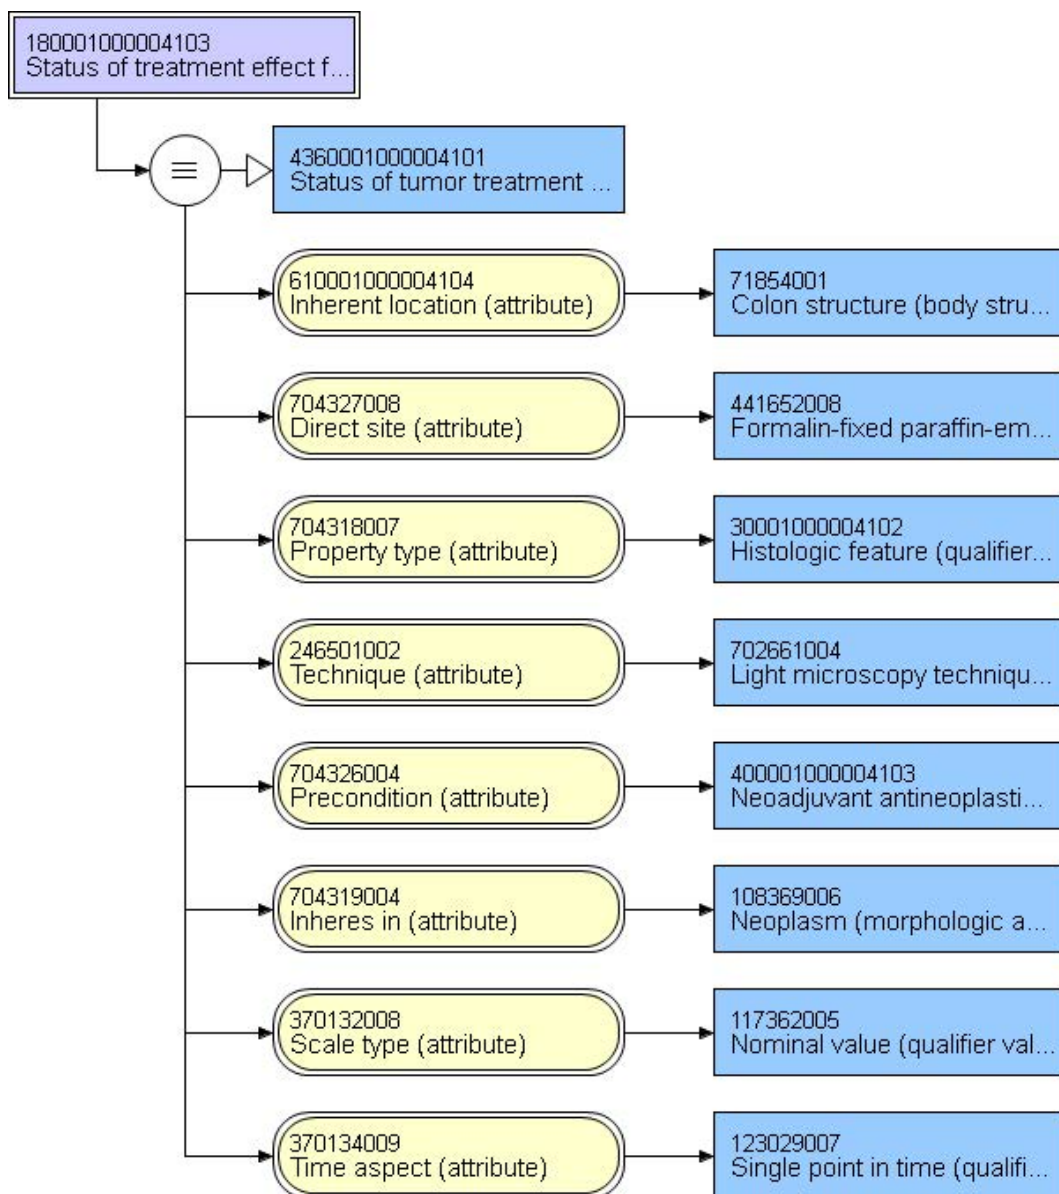 180001000004103
Status of treatment effect f...
4360001000004101
Status of tumor treatment ...
610001000004104
Inherent location (attribute)
71854001
Colon structure (body stru...
704327008
Direct site (attribute)
441652008
Formalin-fixed paraffin-em...
704318007
Property type (attribute)
30001000004102
Histologic feature (qualifier...
246501002
Technique (attribute)
702661004
Light microscopy techniqu...
704326004
Precondition (attribute)
400001000004103
Neoadjuvant antineoplasti...
704319004
Inheres in (attribute)
108369006
Neoplasm (morphologic a...
370132008
Scale type (attribute)
117362005
Nominal value (qualifier val...
370134009
Time aspect (attribute)
123029007
Single point in time (qualifi...